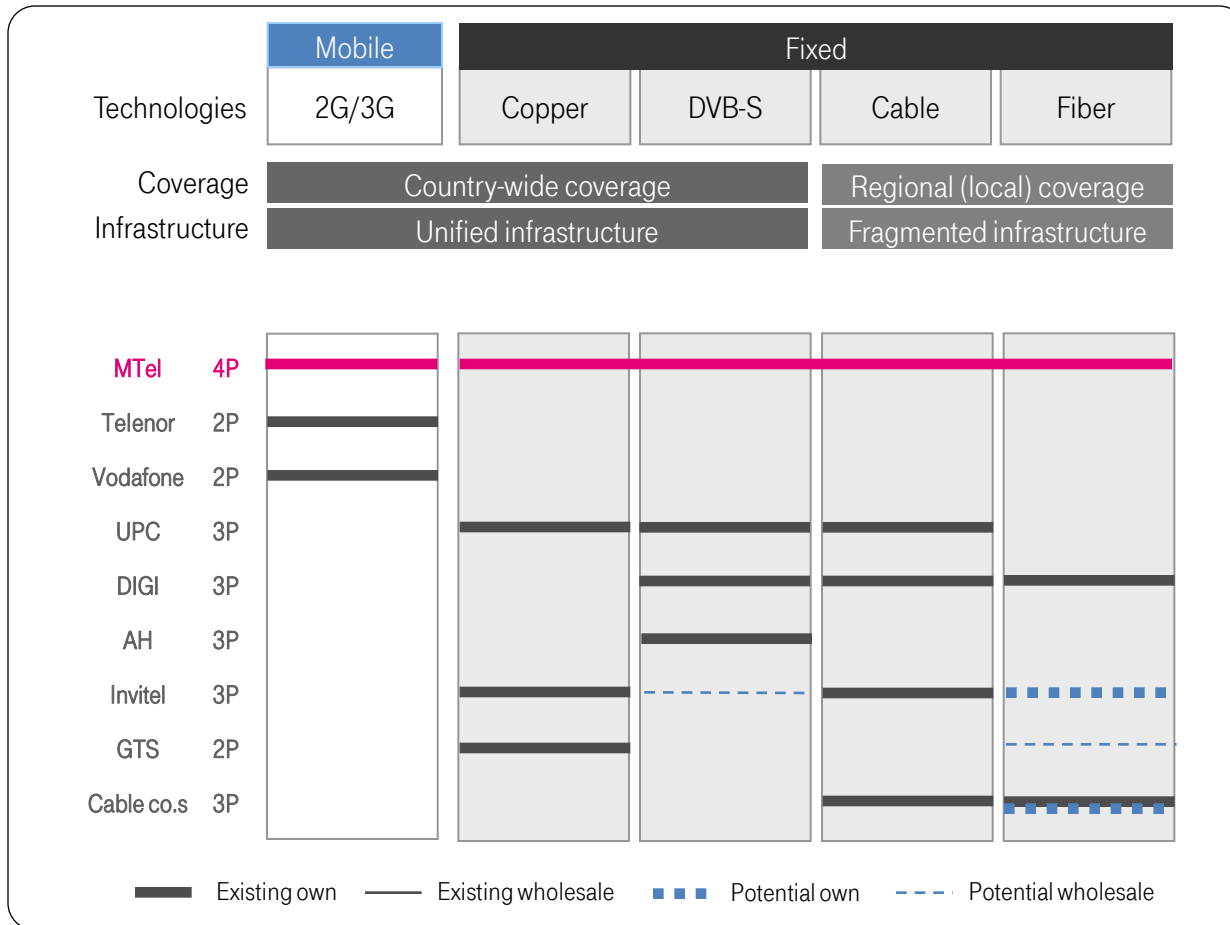 Mobile Fixed
Technologies 2G/3G Copper DVB-S Cable Fiber
Coverage Country-wide coverage Regional (local) coverage
Infrastructure Unified infrastructure Fragmented infrastructure
MTel 4P
Telenor 2P
Vodafone 2P
UPC 3P
DIGI 3P
AH 3P
Invitel 3P
GTS 2P
Cable co.s 3P
Existing own Existing wholesale Potential own Potential wholesale